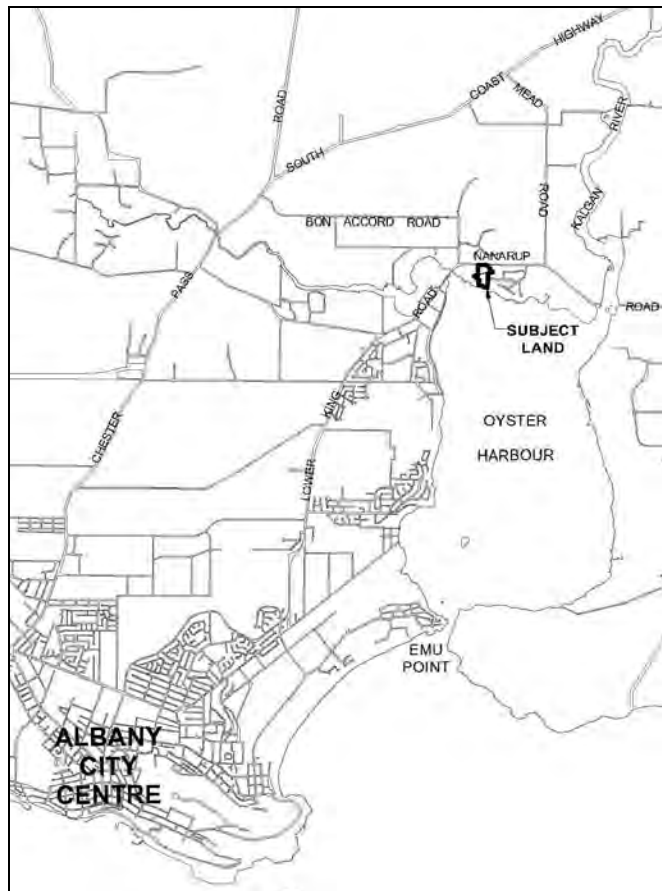 HIGHWAY
COAST
MEAD
ROAD
SOUTH
RIVER
KALGAN
ROAD
BON ACCORD ROAD
NANARUP
ROAD
PASS
ROAD
SUBJECT
LAND
KING
CHESTER
OYSTER
HARBOUR
LOWER
EMU
POINT
ALBANY
CITY
CENTRE